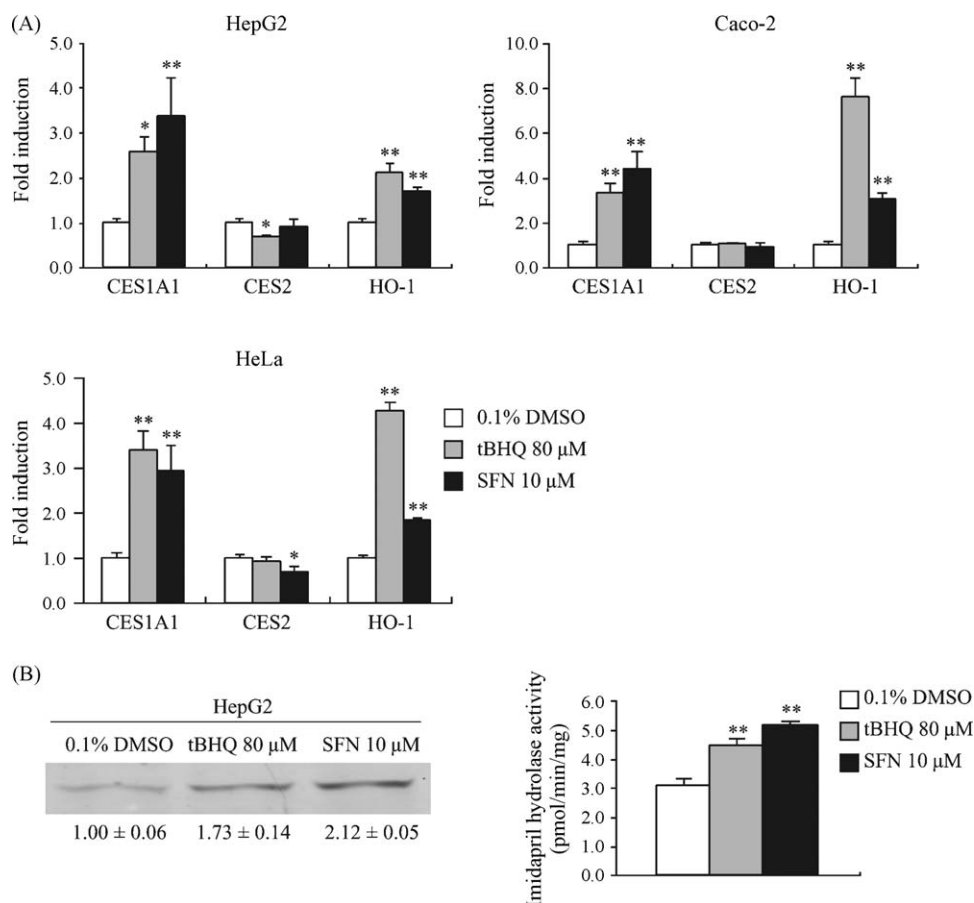 (A)
HepG2
Fold induction
5.0
4.0
3.0
2.0
1.0
0.0
* ** * ** **
CES1A1 CES2 HO-1
Caco-2
Fold induction
10.0
8.0
6.0
4.0
2.0
0.0
** ** ** **
CES1A1 CES2 HO-1
HeLa
Fold induction
5.0
4.0
3.0
2.0
1.0
0.0
** ** * ** **
CES1A1 CES2 HO-1
0.1% DMSO
tBHQ 80 μM
SFN 10 μM
(B)
HepG2
0.1% DMSO tBHQ 80 μM SFN 10 μM
1.00 ± 0.06 1.73 ± 0.14 2.12 ± 0.05
Imidapril hydrolase activity
(pmol/min/mg)
6.0
5.0
4.0
3.0
2.0
1.0
0.0
** **
0.1% DMSO
tBHQ 80 μM
SFN 10 μM